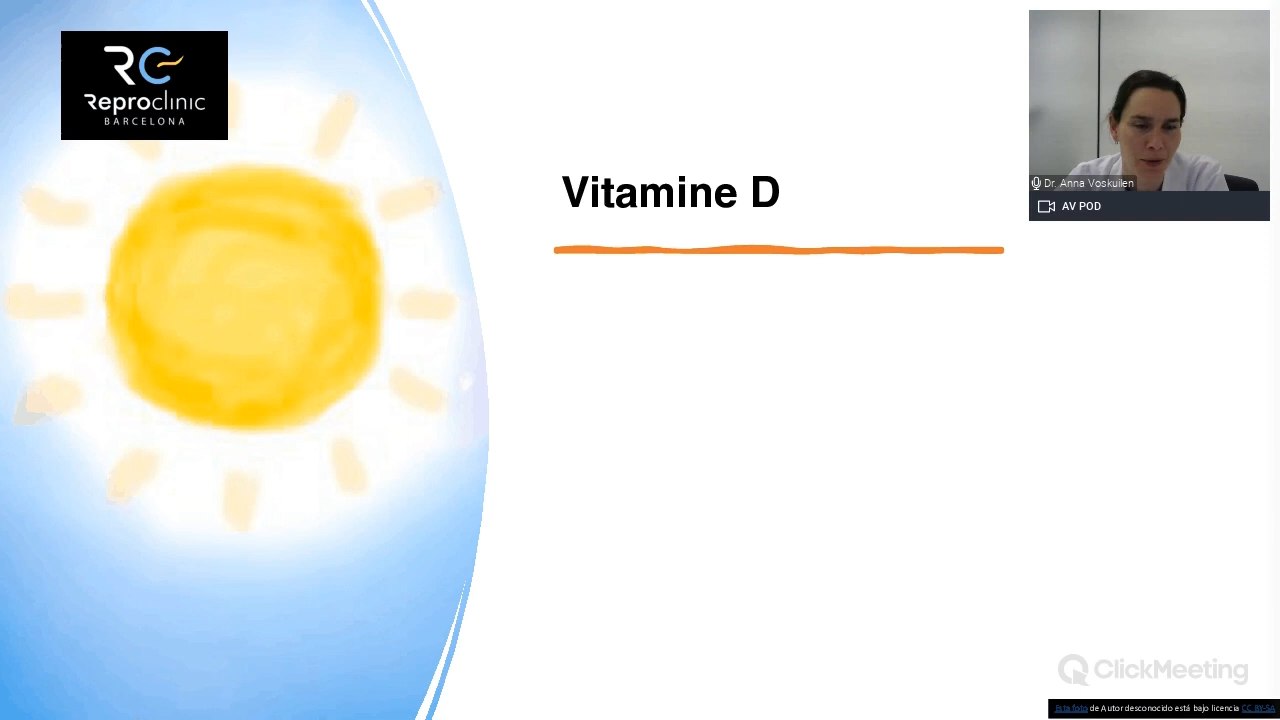 RC
Reproclinic
BARCELONA
Vitamine D
Dr. Anna Voskuilen
AV POD
ClickMeeting
Esta foto de Autor desconocido está bajo licencia CC BY-SA